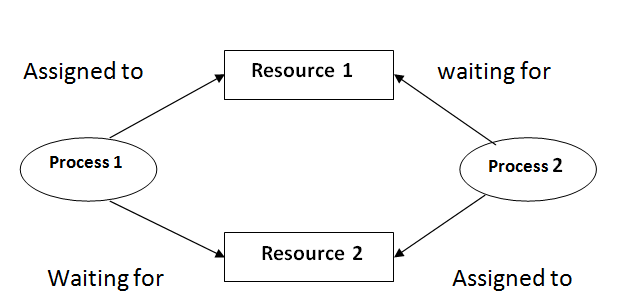 Assigned to
Resource 1
waiting for
Process 1
Process 2
Resource 2
Waiting for
Assigned to